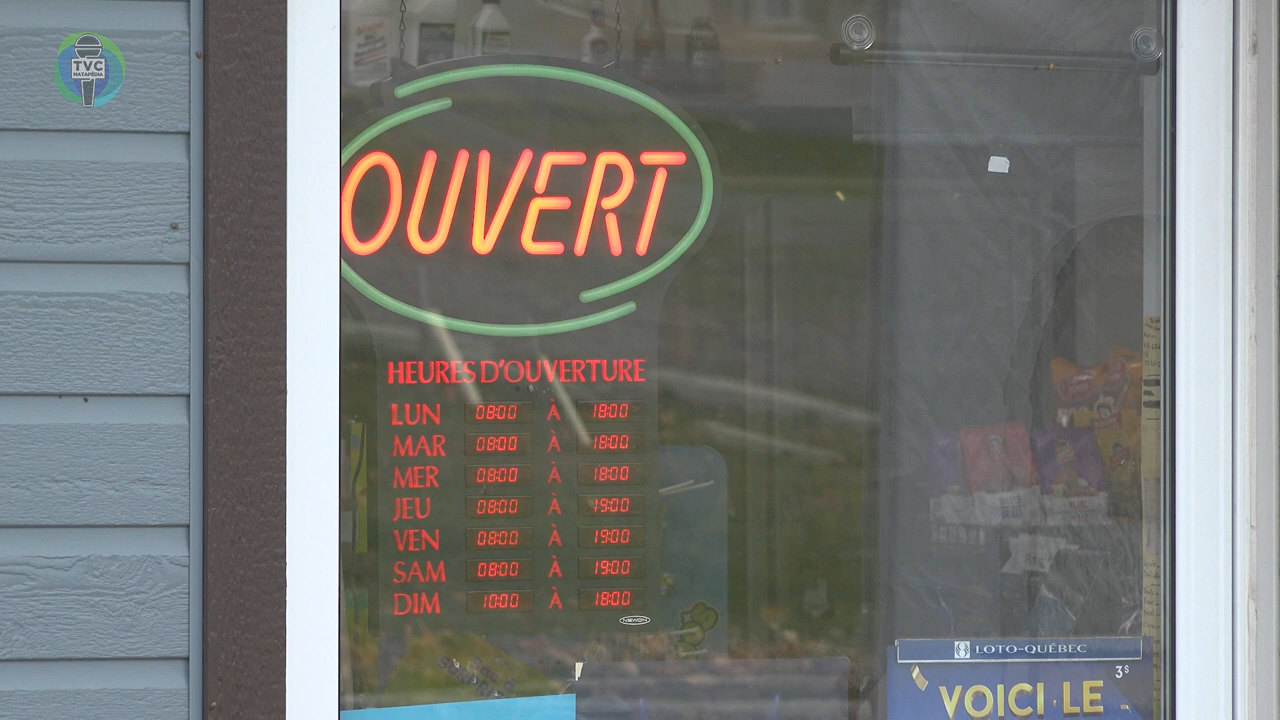 TVC
MATAPÉDIA
OUVERT
HEURES D'OUVERTURE
LUN 08:00 À 18:00
MAR 08:00 À 18:00
MER 08:00 À 18:00
JEU 08:00 À 19:00
VEN 08:00 À 19:00
SAM 08:00 À 19:00
DIM 10:00 À 18:00
NEWON
LOTO-QUÉBEC
3$
VOICI LE